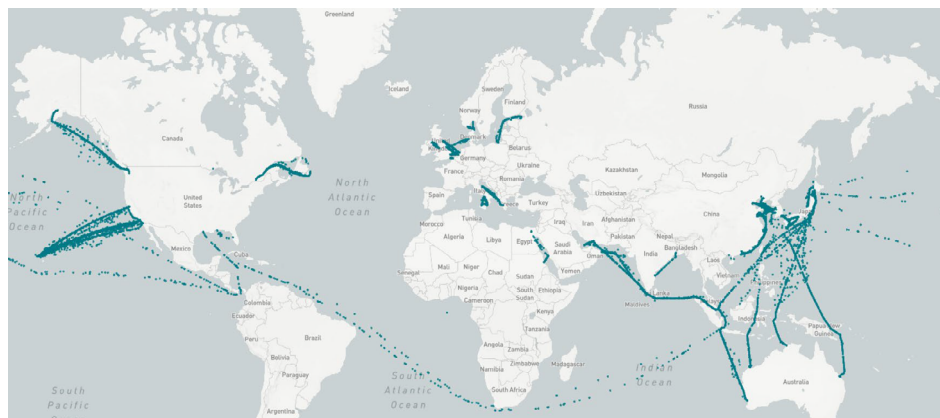 Greenland
Iceland
Sweden
Norway
Finland
Russia
Canada
Denmark
Belarus
Germany
Ukraine
Kazakhstan
Mongolia
France
Romania
North
Atlantic
Ocean
United
States
Spain
Italy
Greece
Turkey
Uzbekistan
China
Pacific
Ocean
Tunisia
Morocco
Iraq
Iran
Afghanistan
Pakistan
Nepal
Algeria
Libya
Egypt
Saudi
Arabia
Bangladesh
Mexico
Cuba
Oman
India
Laos
Mali
Niger
Chad
Sudan
Yemen
Vietnam
Senegal
Nigeria
South
Sudan
Ethiopia
Cameroon
Maldives
Colombia
Ecuador
Kenya
Indonesia
Papua New
Guinea
Peru
Brazil
Tanzania
Angola
Zambia
Bolivia
Zimbabwe
Madagascar
Paraguay
Namibia
Indian
Ocean
Australia
South
Pacific
South
Atlantic
Ocean
South Africa
Argentina